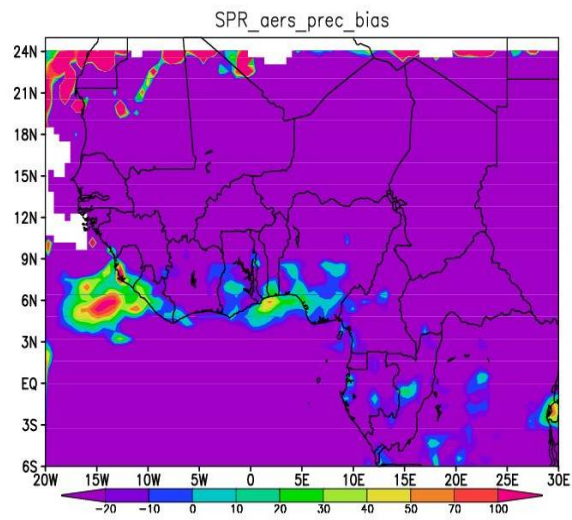 SPR_aers_prec_bias
24N
21N
18N
15N
12N
9N
6N
3N
EQ
3S
6S
20W 15W 10W 5W 0 5E 10E 15E 20E 25E 30E
-20 -10 0 10 20 30 40 50 70 100